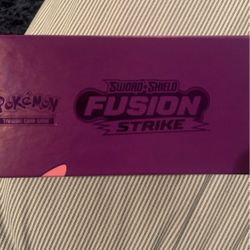 POKÉMON
TRADING CARD GAME
SWORD & SHIELD
FUSION
STRIKE